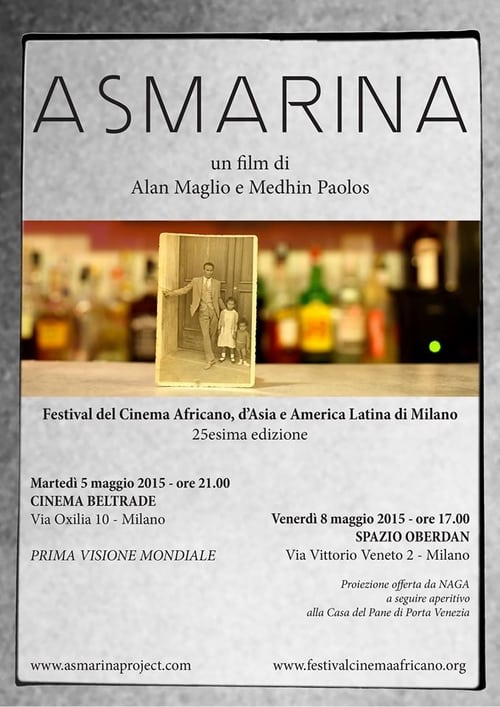 ASMARINA
un film di
Alan Maglio e Medhin Paolos
Festival del Cinema Africano, d'Asia e America Latina di Milano
25esima edizione
Martedì 5 maggio 2015 - ore 21.00
CINEMA BELTRADE
Via Oxilia 10 - Milano
PRIMA VISIONE MONDIALE
Venerdì 8 maggio 2015 - ore 17.00
SPAZIO OBERDAN
Via Vittorio Veneto 2 - Milano
Proiezione offerta da NAGA
a seguire aperitivo
alla Casa del Pane di Porta Venezia
www.asmarinaproject.com
www.festivalcinemaafricano.org